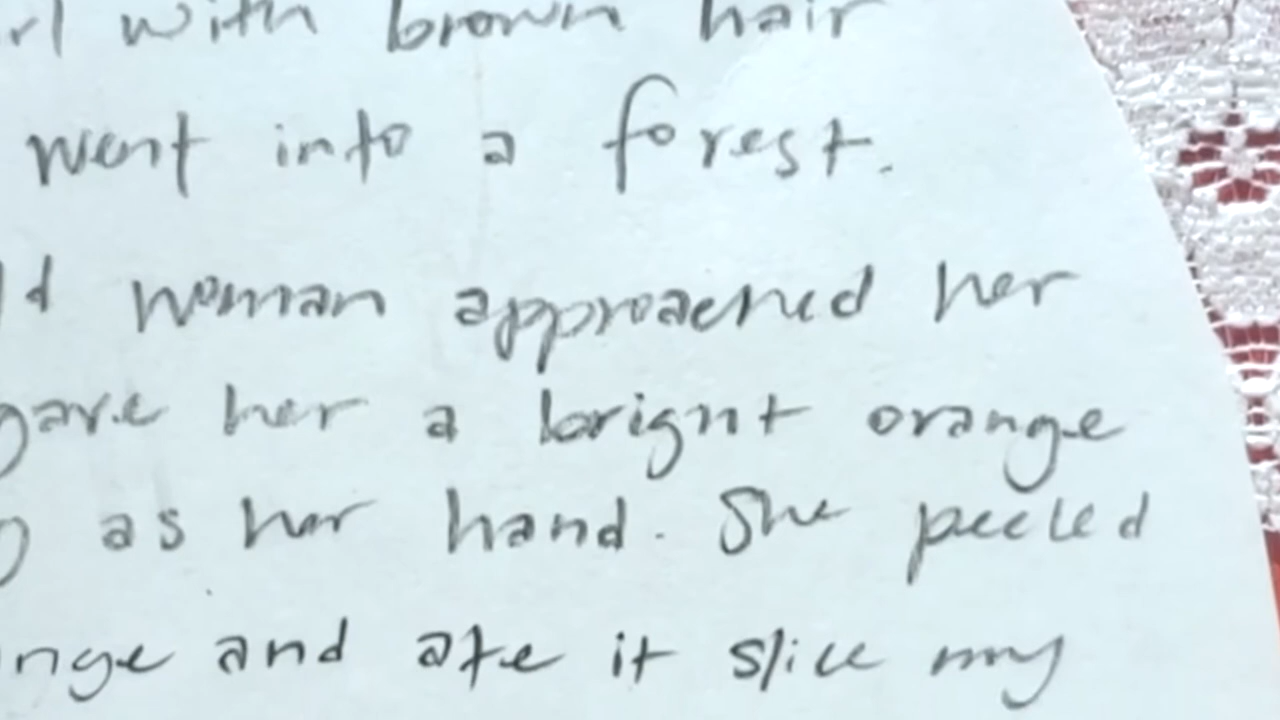 rl with brown hair
went into a forest.
ld woman approached her
gave her a bright orange
g as her hand. She peeled
nge and ate it slice my